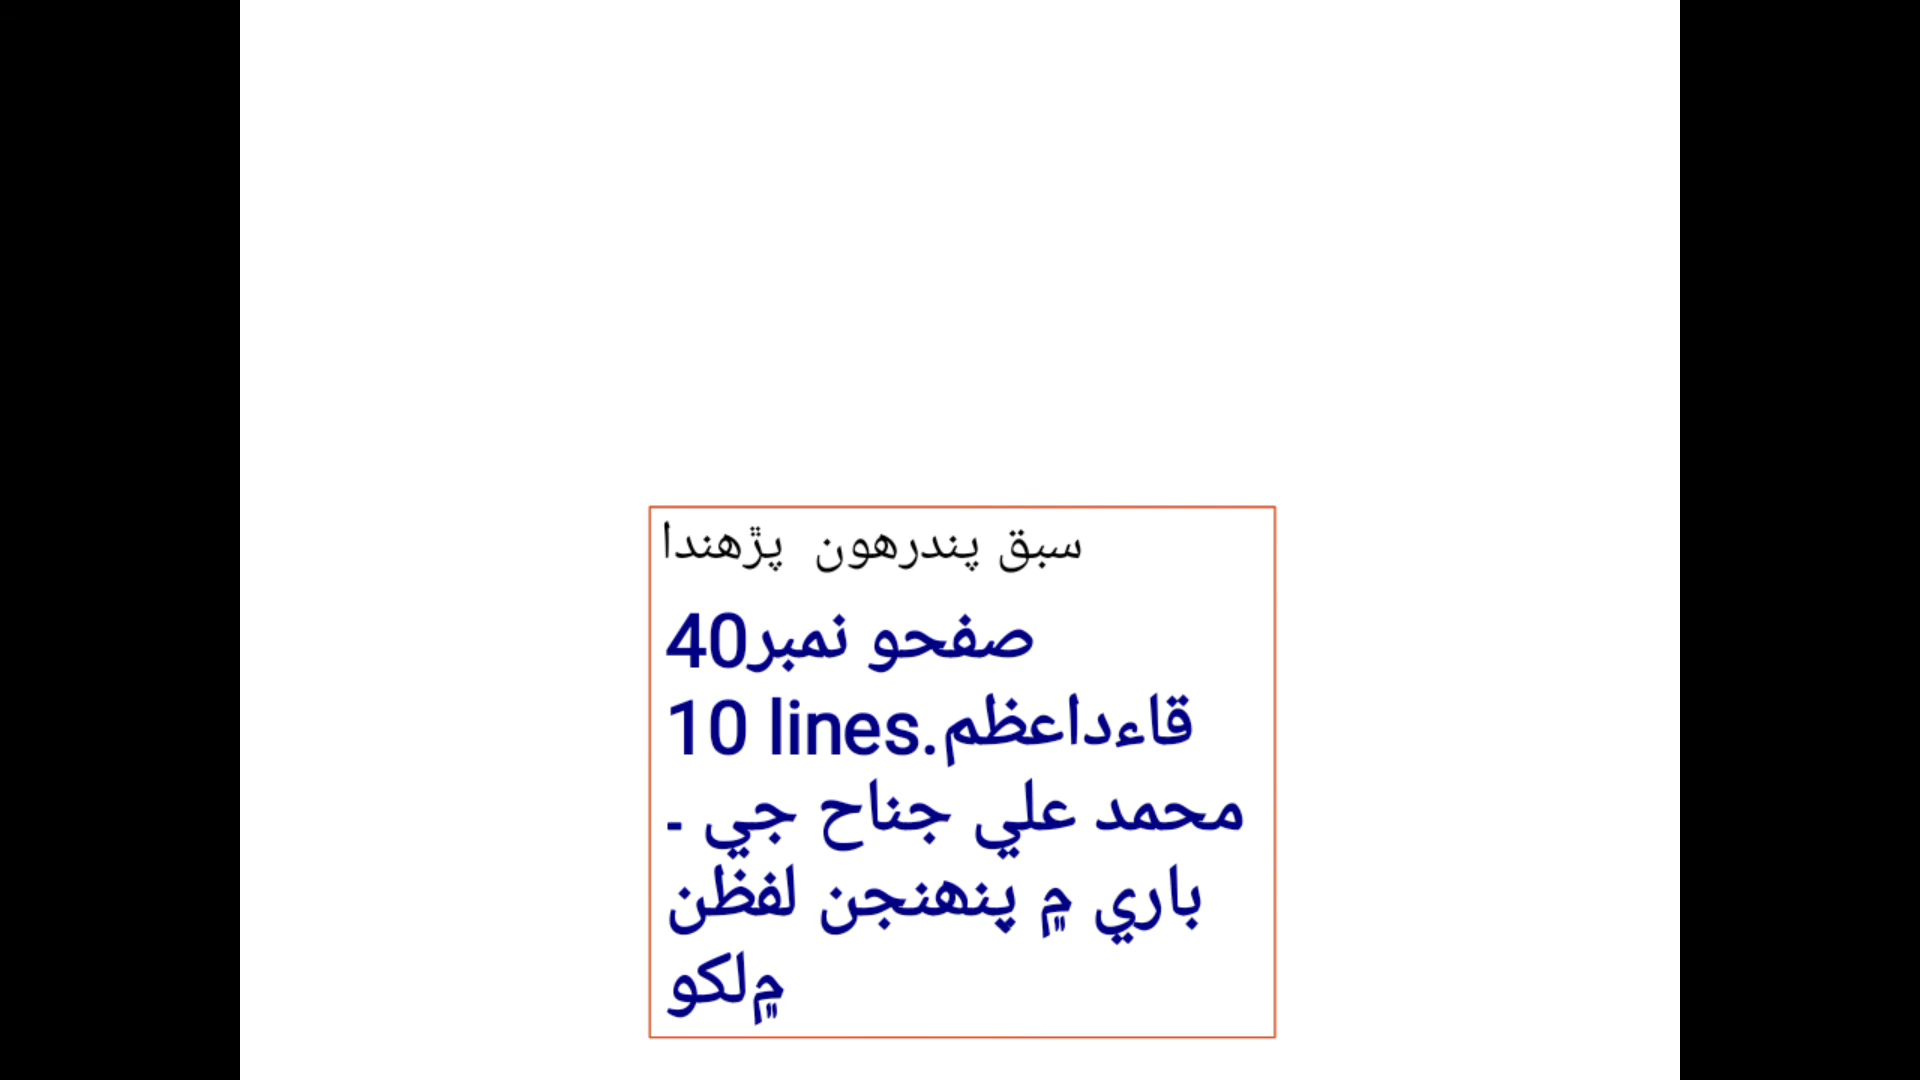 سبق پندرهون  پڙهندا
صفحو نمبر40
10 lines.قاءداعظم
محمد علي جناح جي ۔
باري ۾ پنهنجن لفظن
۾لکو